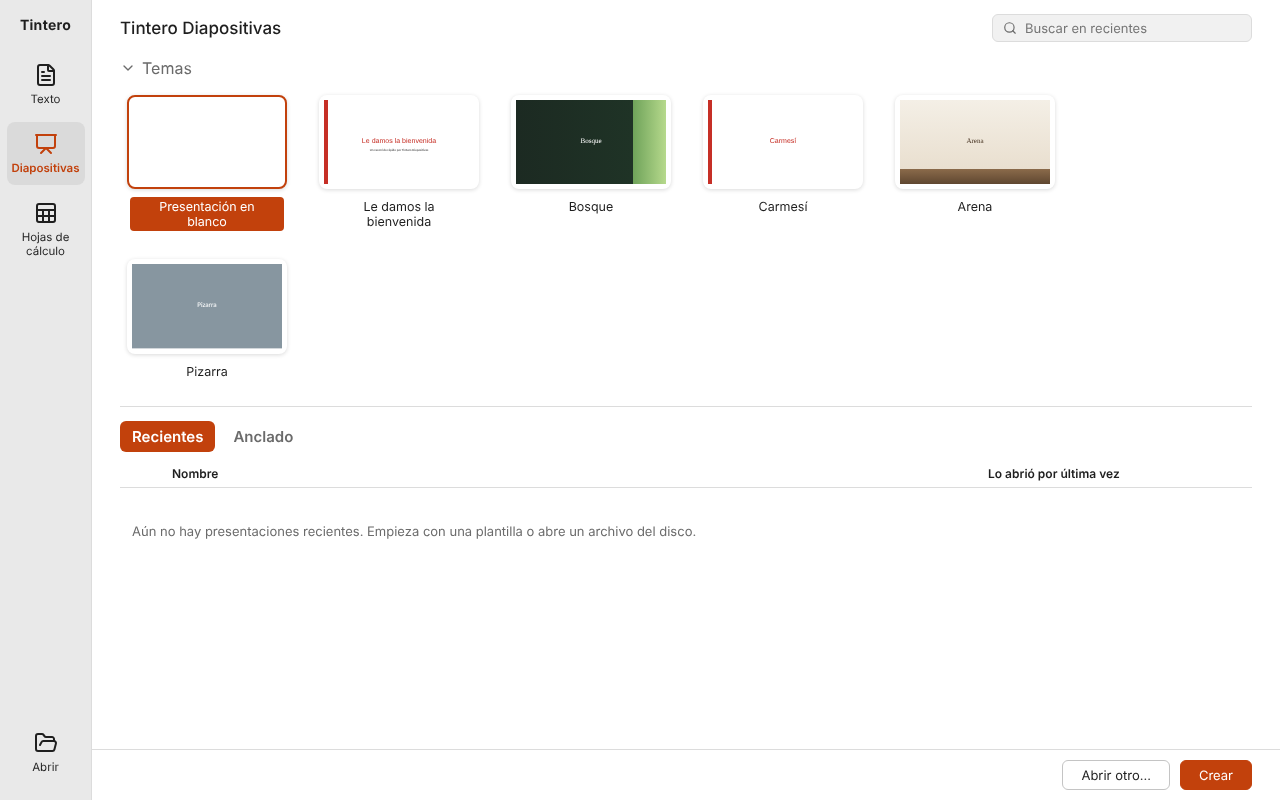 Tintero
Texto
Diapositivas
Hojas de
cálculo
Abrir
Tintero Diapositivas
Buscar en recientes
Temas
Presentación en
blanco
Le damos la bienvenida
Le damos la
bienvenida
Bosque
Bosque
Carmesí
Carmesí
Arena
Arena
Pizarra
Pizarra
Recientes
Anclado
Nombre
Lo abrió por última vez
Aún no hay presentaciones recientes. Empieza con una plantilla o abre un archivo del disco.
Abrir otro...
Crear